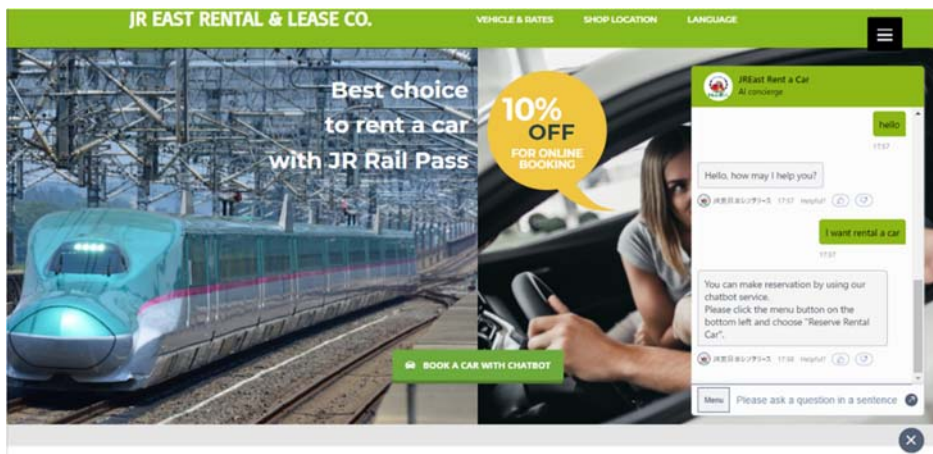 JR EAST RENTAL & LEASE CO.
VEHICLE & RATES
SHOP LOCATION
LANGUAGE
Best choice
to rent a car
with JR Rail Pass
10%
OFF
FOR ONLINE
BOOKING
BOOK A CAR WITH CHATBOT
JREast Rent a Car
AI concierge
hello
17:57
Hello, how may I help you?
17:57 Helpful?
I want rental a car
17:57
You can make reservation by using our
chatbot service.
Please click the menu button on the
bottom left and choose "Reserve Rental
Car".
17:58 Helpful?
Menu
Please ask a question in a sentence